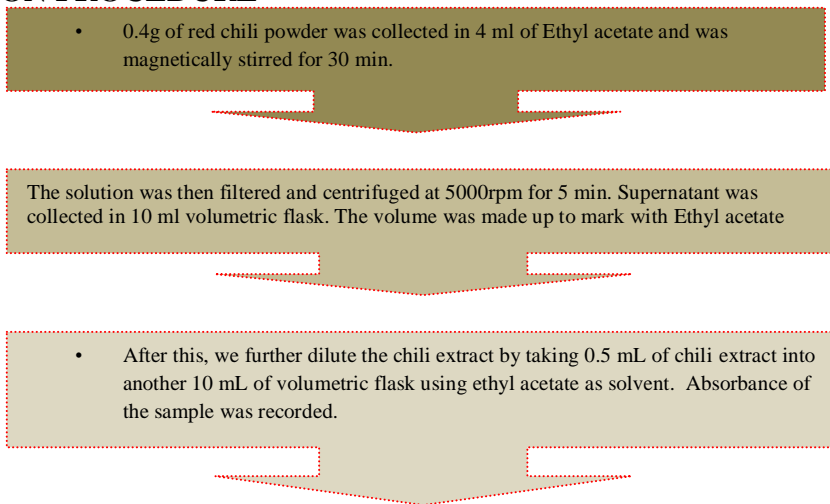 • 0.4g of red chili powder was collected in 4 ml of Ethyl acetate and was
magnetically stirred for 30 min.
The solution was then filtered and centrifuged at 5000rpm for 5 min. Supernatant was
collected in 10 ml volumetric flask. The volume was made up to mark with Ethyl acetate
• After this, we further dilute the chili extract by taking 0.5 mL of chili extract into
another 10 mL of volumetric flask using ethyl acetate as solvent. Absorbance of
the sample was recorded.